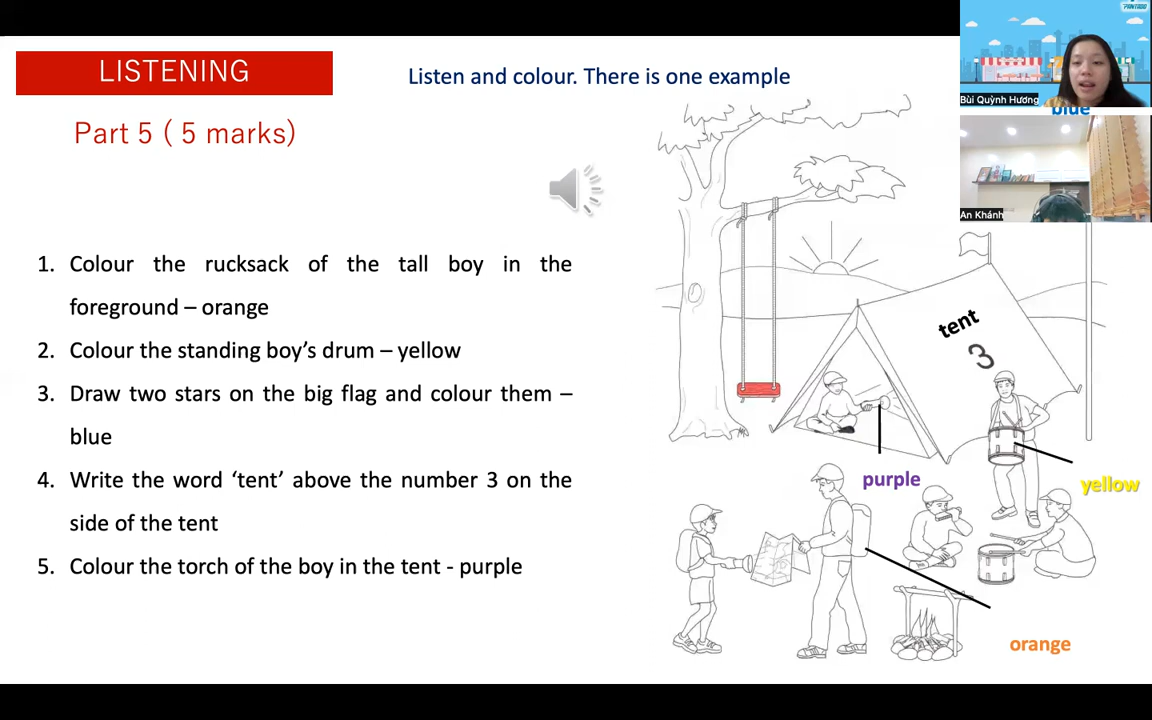 LISTENING
Listen and colour. There is one example
Part 5 ( 5 marks)
1. Colour the rucksack of the tall boy in the
foreground – orange
2. Colour the standing boy's drum – yellow
3. Draw two stars on the big flag and colour them –
blue
4. Write the word 'tent' above the number 3 on the
side of the tent
5. Colour the torch of the boy in the tent - purple
PANTADO
Bùi Quỳnh Hương
blue
An Khánh
tent
3
purple
yellow
orange